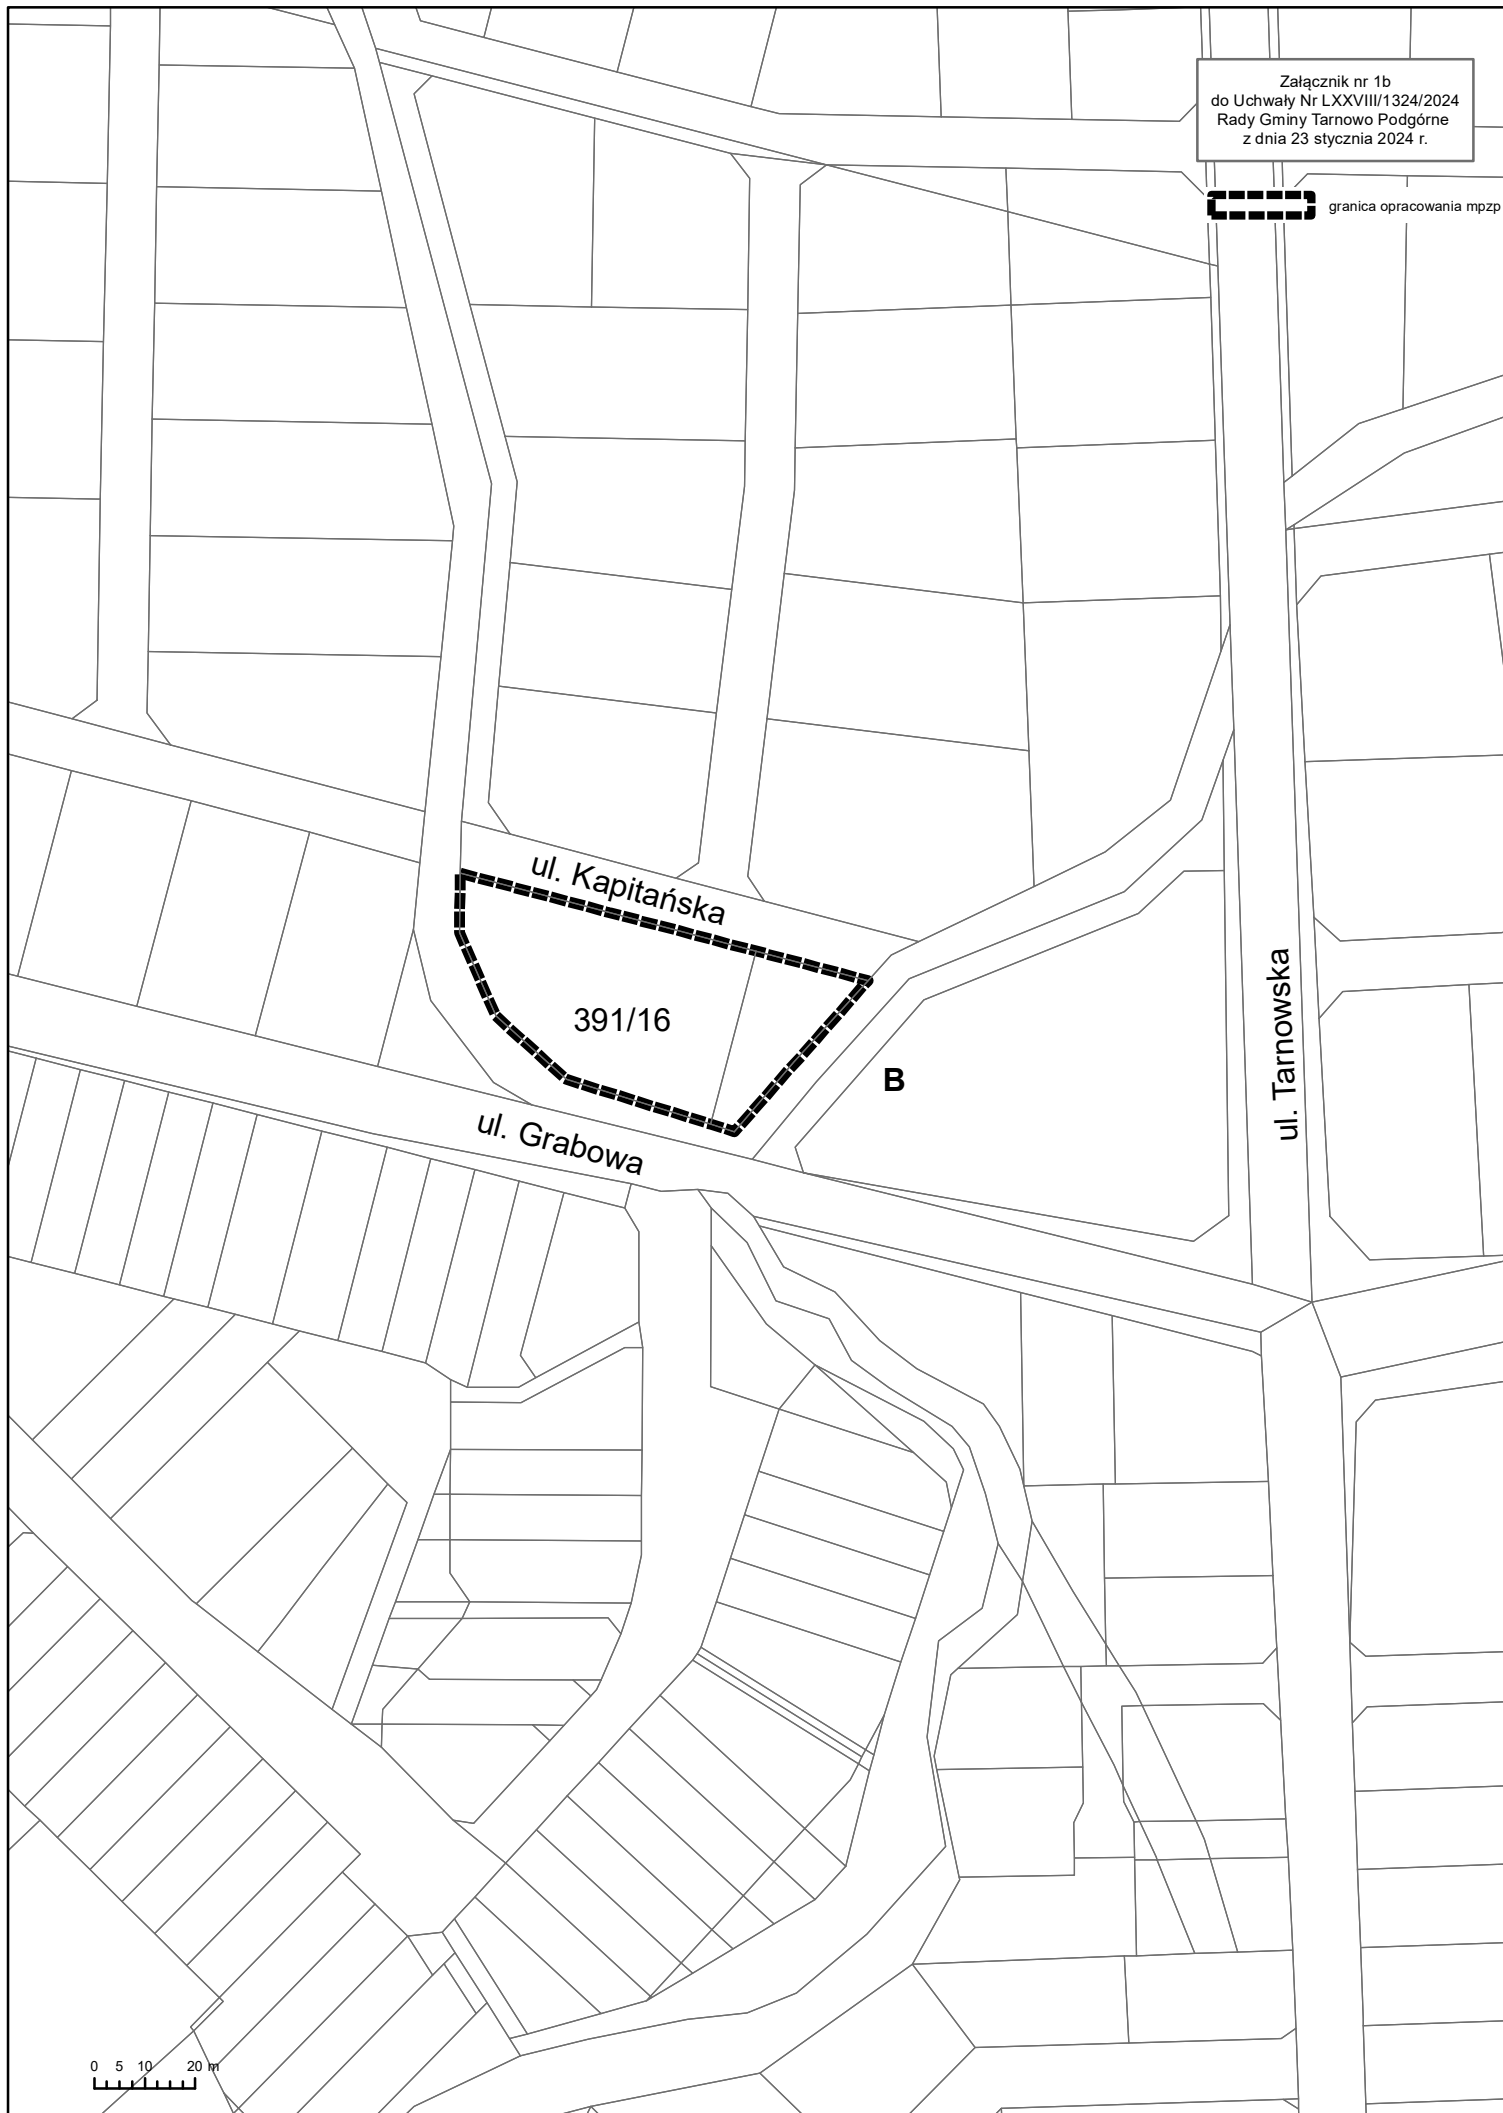 Załącznik nr 1b
do Uchwały Nr LXXVIII/1324/2024
Rady Gminy Tarnowo Podgórne
z dnia 23 stycznia 2024 r.
granica opracowania mpzp
ul. Kapitańska
391/16
B
ul. Tarnowska
ul. Grabowa
0 5 10 20 m